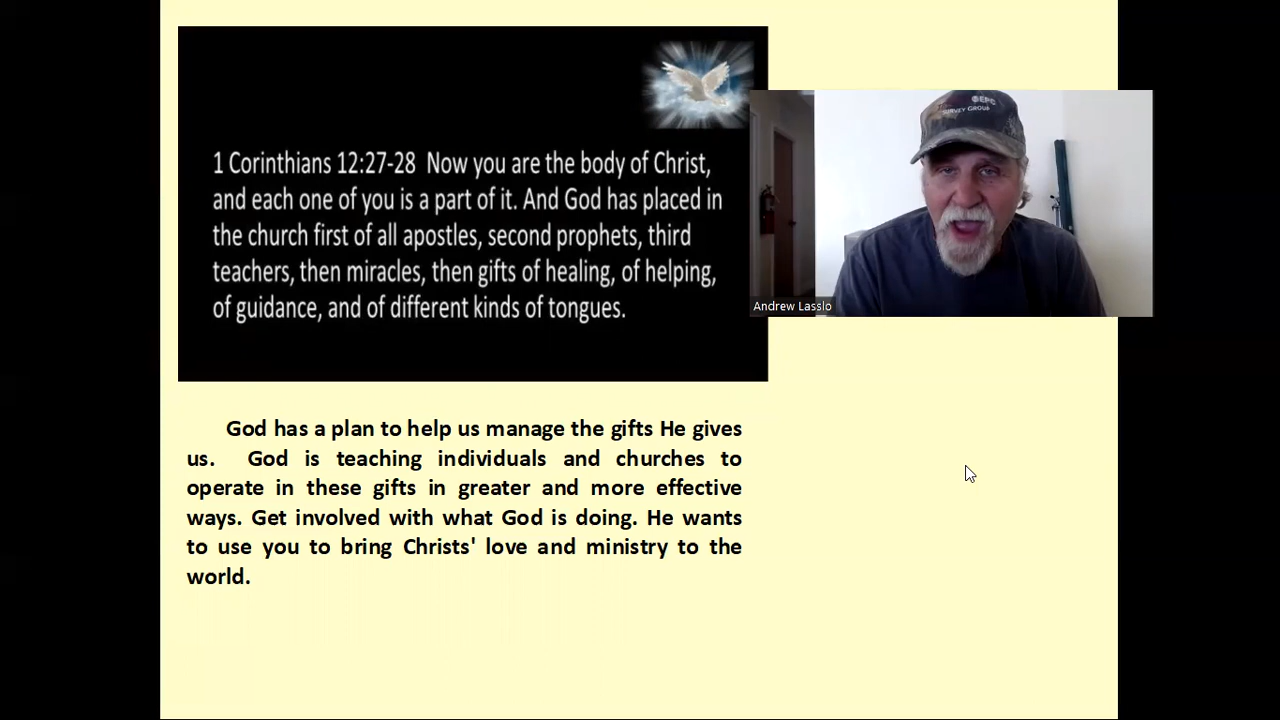 1 Corinthians 12:27-28  Now you are the body of Christ,
and each one of you is a part of it. And God has placed in
the church first of all apostles, second prophets, third
teachers, then miracles, then gifts of healing, of helping,
of guidance, and of different kinds of tongues.
EPG
SURVEY GROUP
Andrew Lasslo
God has a plan to help us manage the gifts He gives
us.  God is teaching individuals and churches to
operate in these gifts in greater and more effective
ways. Get involved with what God is doing. He wants
to use you to bring Christs' love and ministry to the
world.